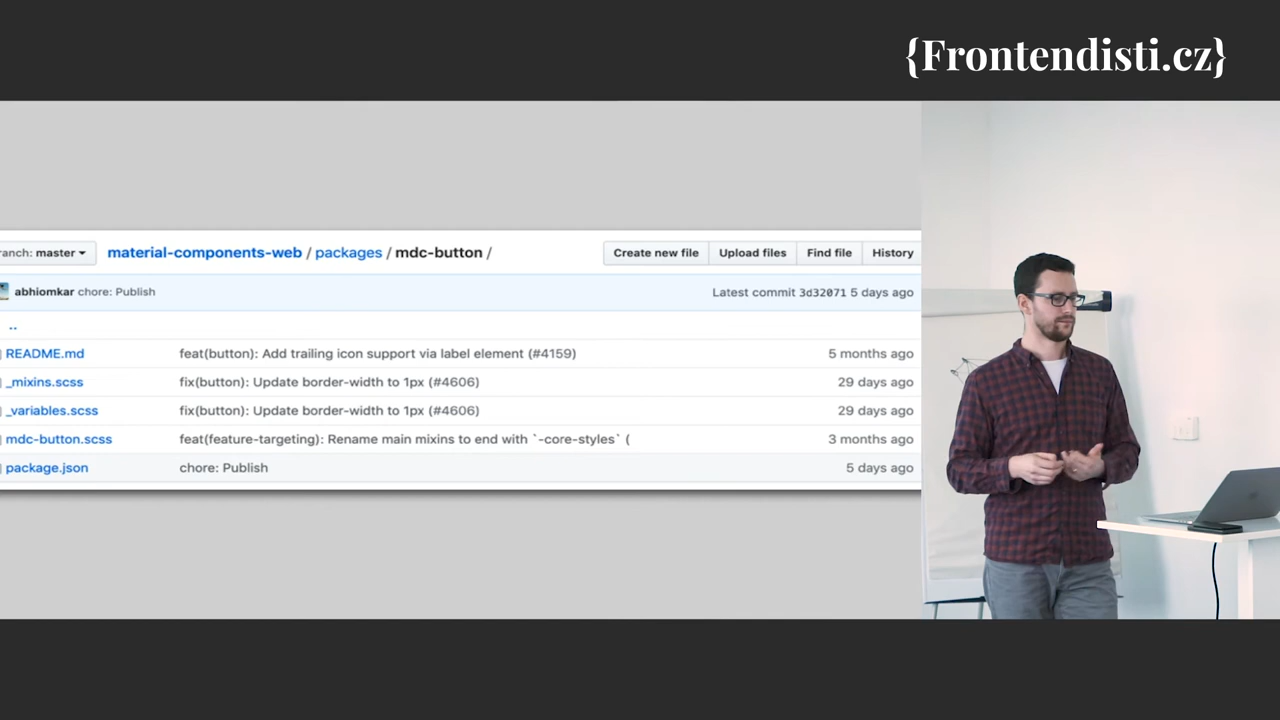 {Frontendisti.cz}
ranch: master material-components-web / packages / mdc-button / Create new file Upload files Find file History
abhiomkar chore: Publish Latest commit 3d32071 5 days ago
..
README.md feat(button): Add trailing icon support via label element (#4159) 5 months ago
_mixins.scss fix(button): Update border-width to 1px (#4606) 29 days ago
_variables.scss fix(button): Update border-width to 1px (#4606) 29 days ago
mdc-button.scss feat(feature-targeting): Rename main mixins to end with `-core-styles` ( 3 months ago
package.json chore: Publish 5 days ago